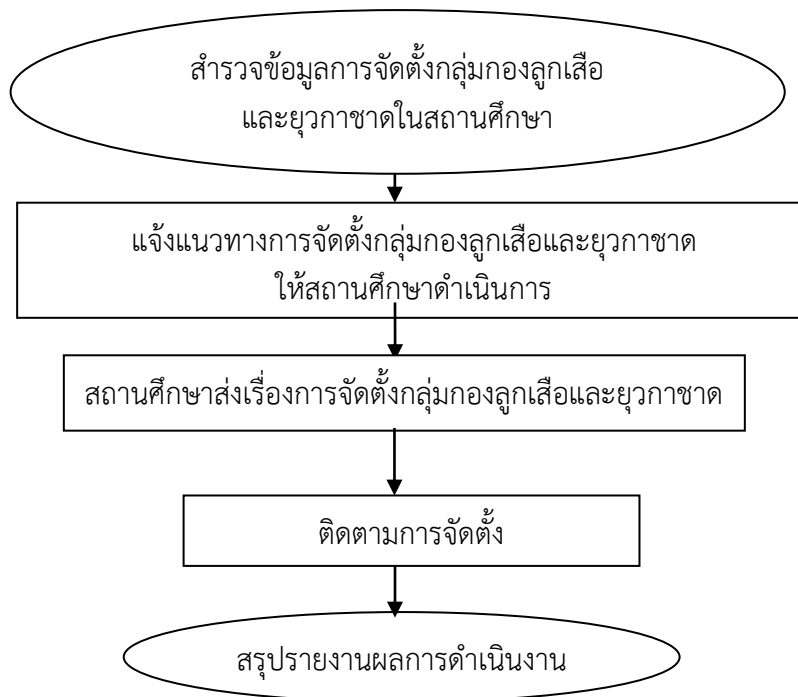 สำรวจข้อมูลการจัดตั้งกลุ่มกองลูกเสือ
และยุวกาชาดในสถานศึกษา
แจ้งแนวทางการจัดตั้งกลุ่มกองลูกเสือและยุวกาชาด
ให้สถานศึกษาดำเนินการ
สถานศึกษาส่งเรื่องการจัดตั้งกลุ่มกองลูกเสือและยุวกาชาด
ติดตามการจัดตั้ง
สรุปรายงานผลการดำเนินงาน